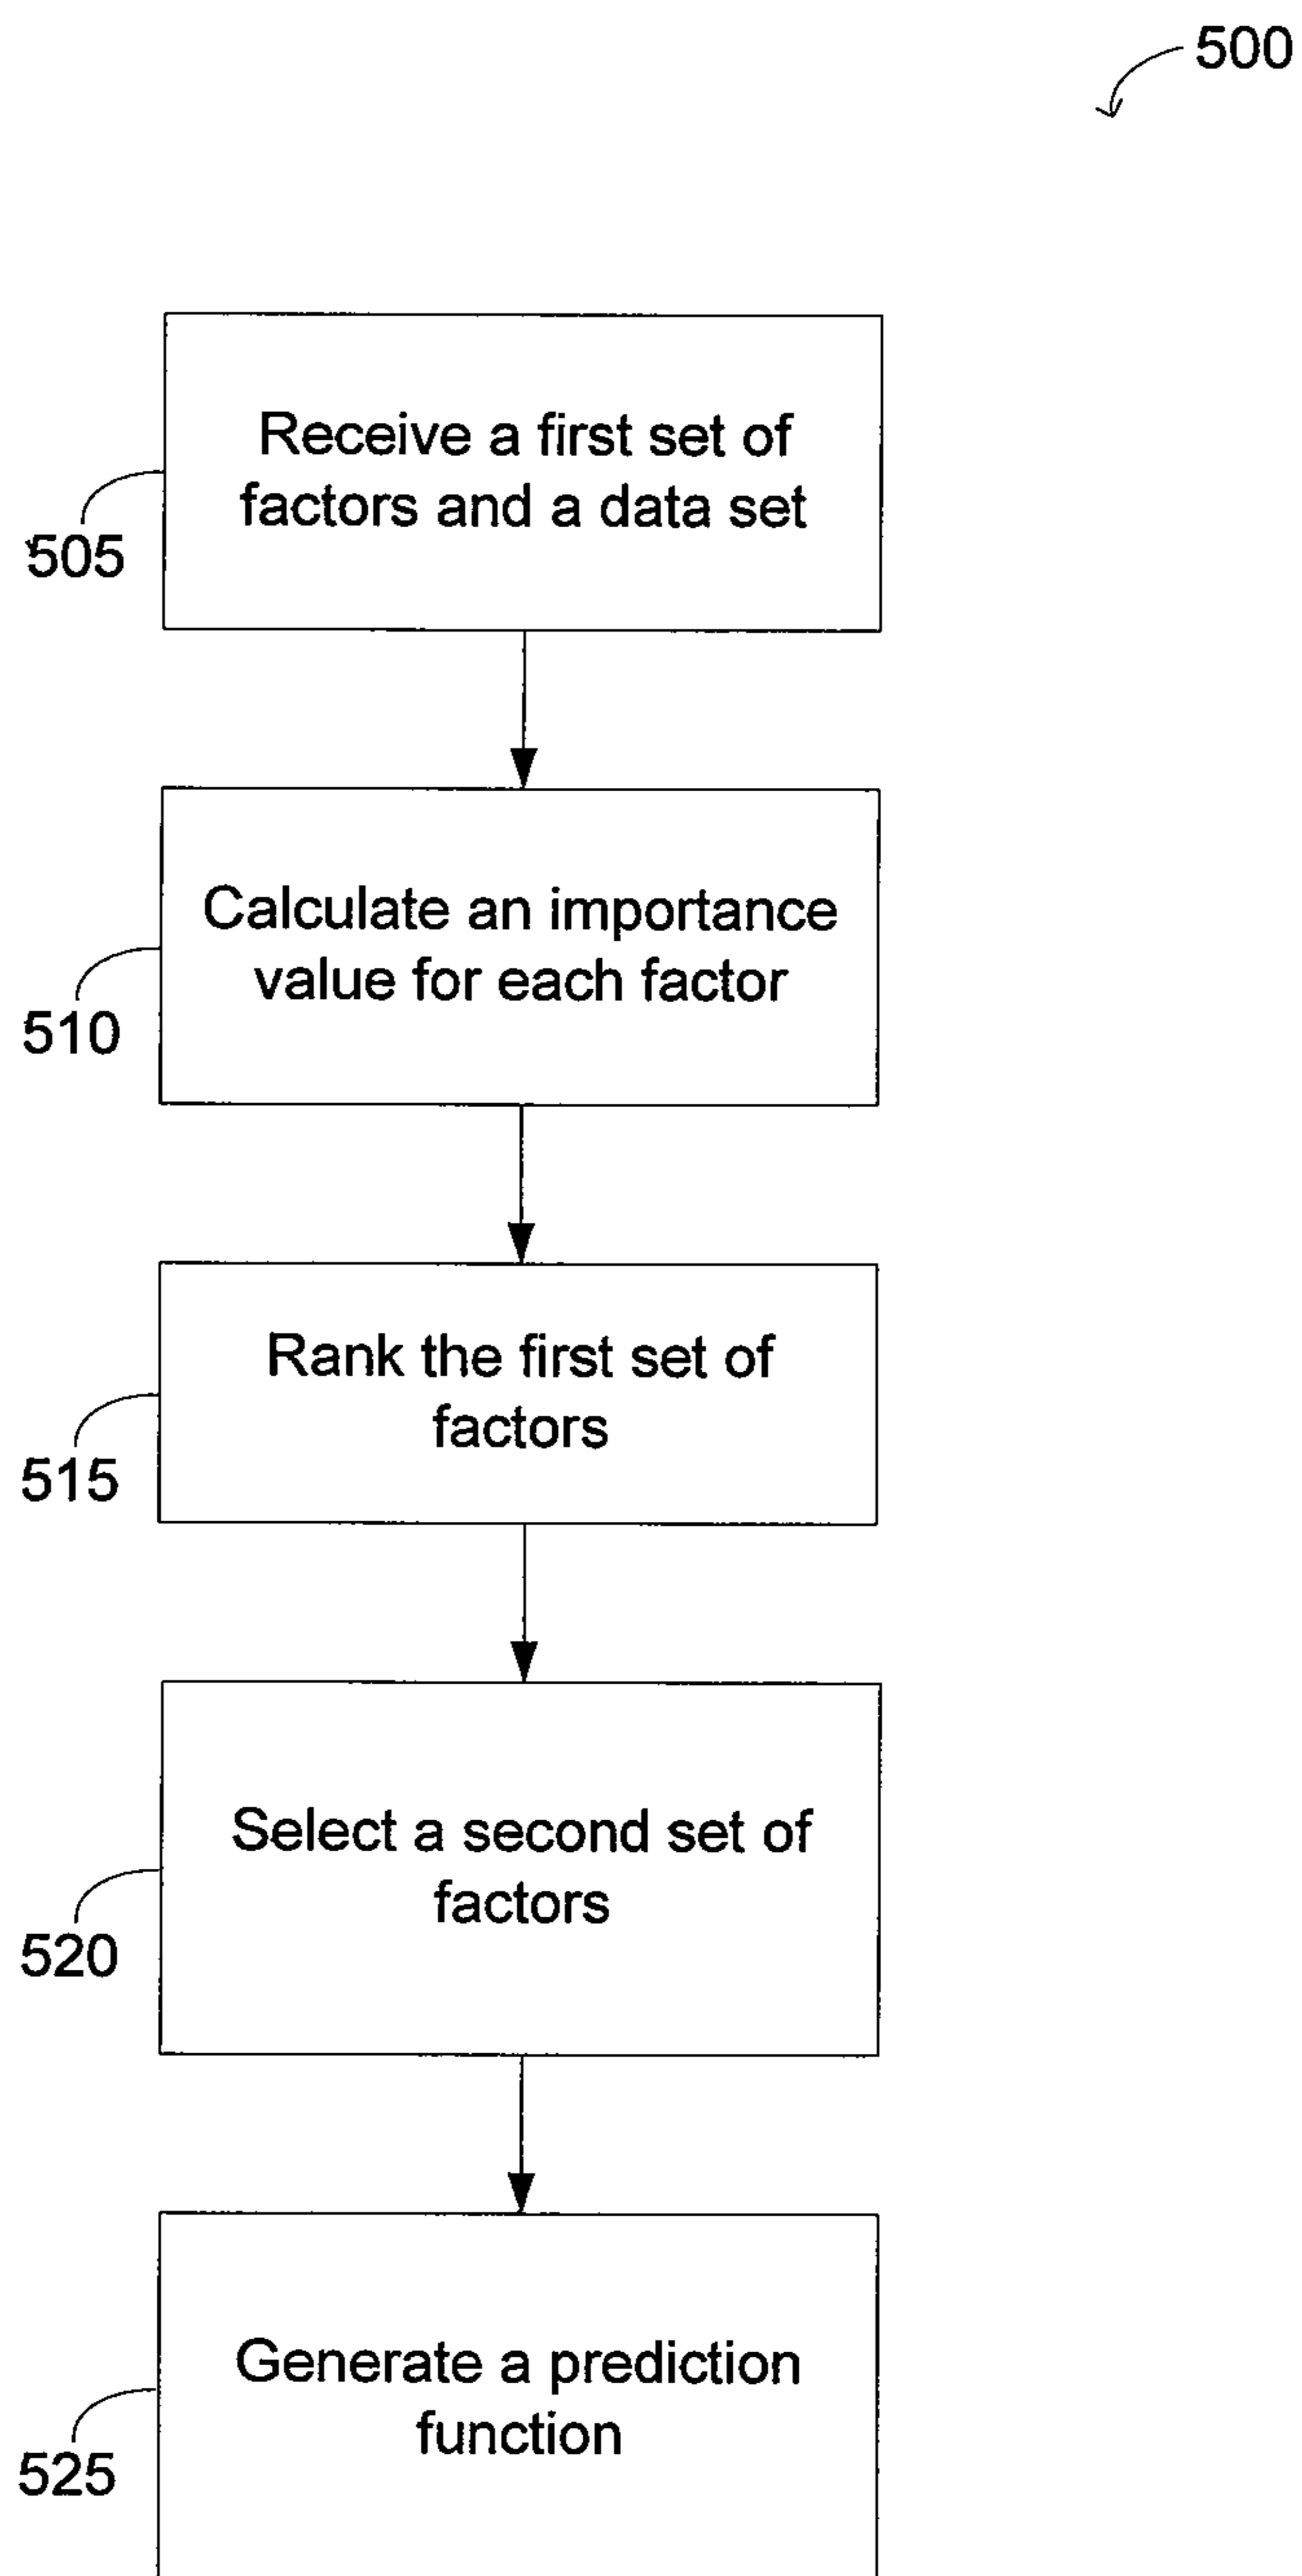 500
Receive a first set of
factors and a data set
505
Calculate an importance
value for each factor
510
Rank the first set of
factors
515
Select a second set of
factors
520
Generate a prediction
function
525